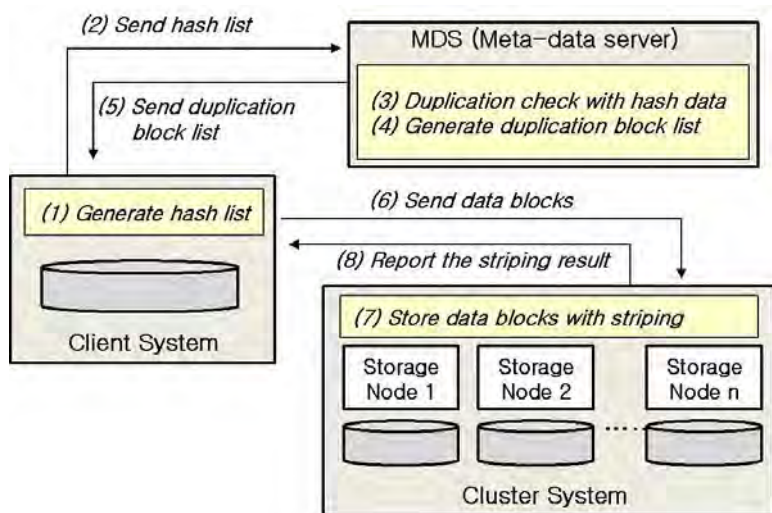 (2) Send hash list
MDS (Meta-data server)
(3) Duplication check with hash data
(4) Generate duplication block list
(5) Send duplication
block list
(1) Generate hash list
Client System
(6) Send data blocks
(8) Report the striping result
(7) Store data blocks with striping
Storage
Node 1
Storage
Node 2
Storage
Node n
Cluster System